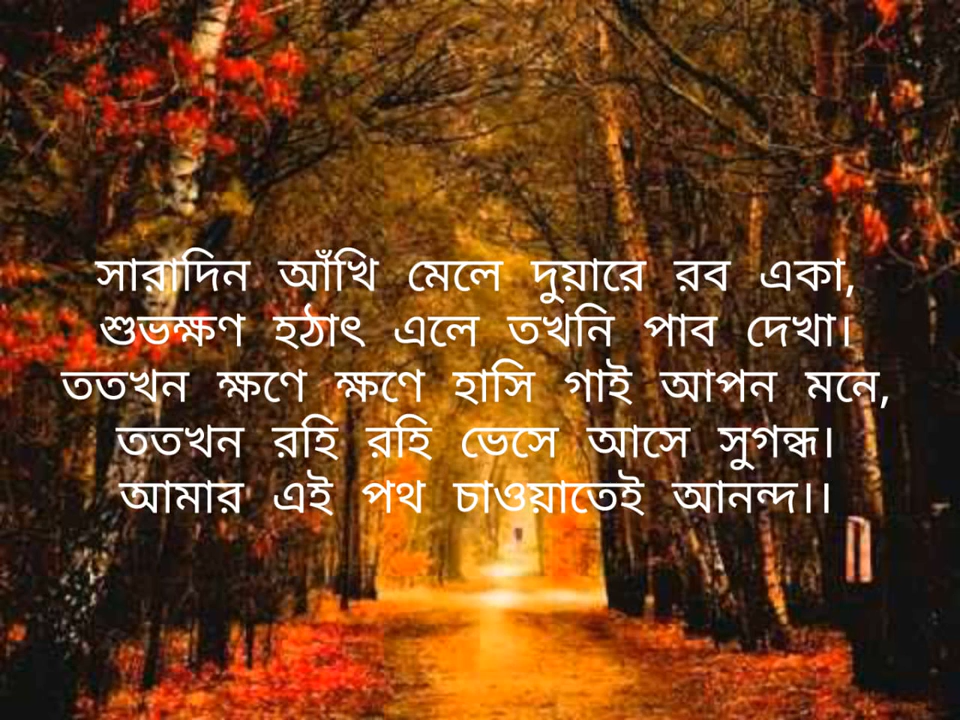 সারাদিন আঁখি মেলে দুয়ারে রব একা,
শুভক্ষণ হঠাৎ এলে তখনি পাব দেখা।
ততখন ক্ষণে ক্ষণে হাসি গাই আপন মনে,
ততখন রহি রহি ভেসে আসে সুগন্ধ।
আমার এই পথ চাওয়াতেই আনন্দ।।